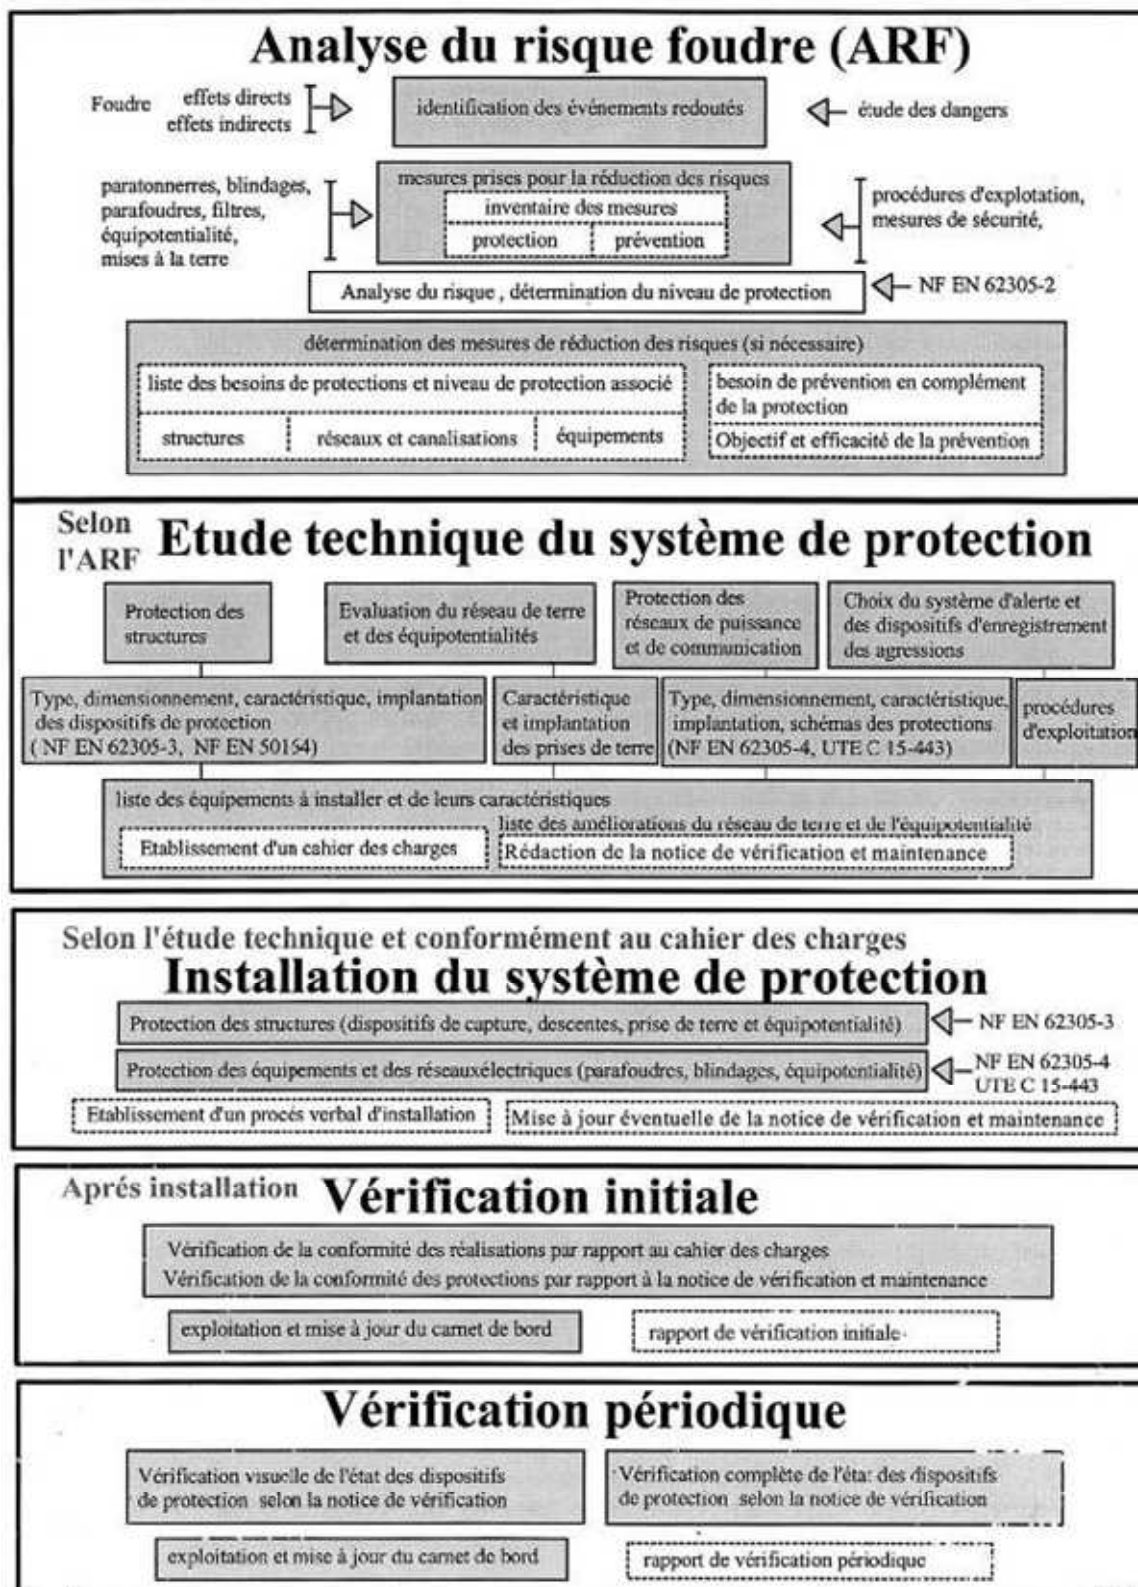 Analyse du risque foudre (ARF)
Foudre
effets directs
effets indirects
identification des événements redoutés
étude des dangers
paratonnerres, blindages,
parafoudres, filtres,
équipotentialité,
mises à la terre
mesures prises pour la réduction des risques
inventaire des mesures
protection
prévention
procédures d'explotation,
mesures de sécurité,
Analyse du risque , détermination du niveau de protection
NF EN 62305-2
détermination des mesures de réduction des risques (si nécessaire)
liste des besoins de protections et niveau de protection associé
structures
réseaux et canalisations
équipements
besoin de prévention en complément
de la protection
Objectif et efficacité de la prévention
Selon
l'ARF
Etude technique du système de protection
Protection des
structures
Evaluation du réseau de terre
et des équipotentialités
Protection des
réseaux de puissance
et de communication
Choix du système d'alerte et
des dispositifs d'enregistrement
des agressions
Type, dimensionnement, caractéristique, implantation
des dispositifs de protection
( NF EN 62305-3, NF EN 50164)
Caractéristique
et implantation
des prises de terre
Type, dimensionnement, caractéristique,
implantation, schémas des protections
(NF EN 62305-4, UTE C 15-443)
procédures
d'exploitation
liste des équipements à installer et de leurs caractéristiques
liste des améliorations du réseau de terre et de l'équipotentialité
Etablissement d'un cahier des charges
Rédaction de la notice de vérification et maintenance
Selon l'étude technique et conformément au cahier des charges
Installation du système de protection
Protection des structures (dispositifs de capture, descentes, prise de terre et équipotentialité)
NF EN 62305-3
Protection des équipements et des réseauxélectriques (parafoudres, blindages, équipotentialité)
NF EN 62305-4
UTE C 15-443
Etablissement d'un procés verbal d'installation
Mise à jour éventuelle de la notice de vérification et maintenance
Aprés installation
Vérification initiale
Vérification de la conformité des réalisations par rapport au cahier des charges
Vérification de la conformité des protections par rapport à la notice de vérification et maintenance
exploitation et mise à jour du carnet de bord
rapport de vérification initiale
Vérification périodique
Vérification visuelle de l'état des dispositifs
de protection selon la notice de vérification
Vérification complète de l'état des dispositifs
de protection selon la notice de vérification
exploitation et mise à jour du carnet de bord
rapport de vérification périodique